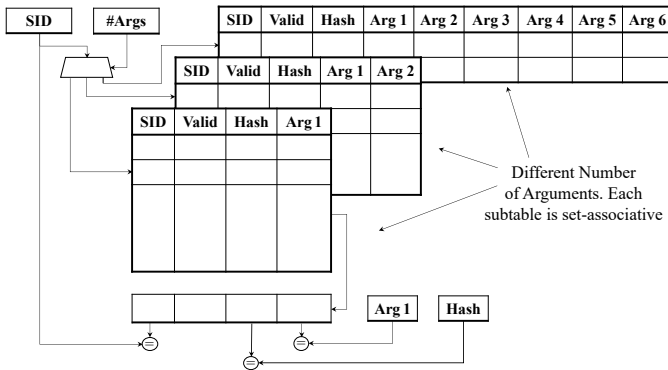 SID #Args
SID Valid Hash Arg 1 Arg 2 Arg 3 Arg 4 Arg 5 Arg 6
SID Valid Hash Arg 1 Arg 2
SID Valid Hash Arg 1
Different Number
of Arguments. Each
subtable is set-associative
Arg 1 Hash
= =
=